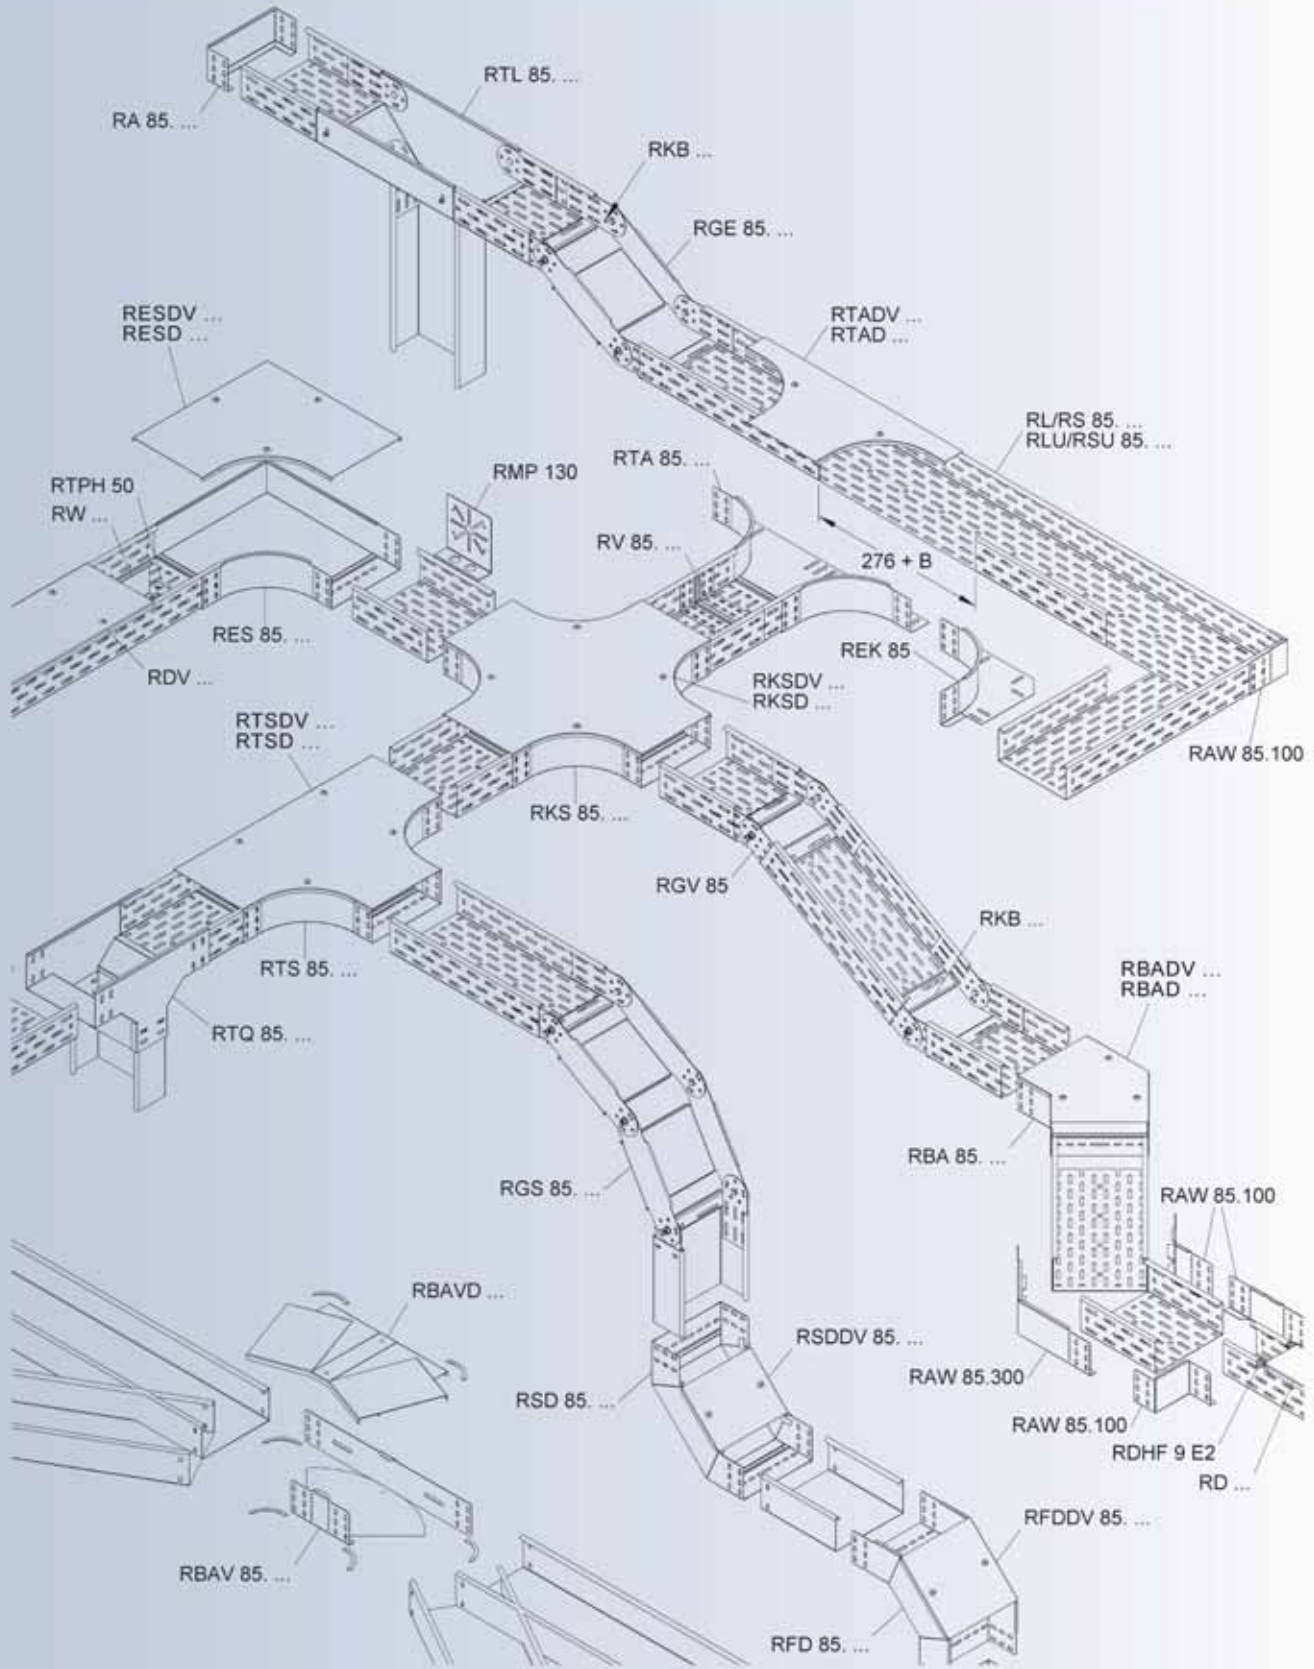 RTL 85. ...
RA 85. ...
RKB ...
RGE 85. ...
RESDV ...
RESD ...
RTADV ...
RTAD ...
RL/RS 85. ...
RLU/RSU 85. ...
RTA 85. ...
RMP 130
RTPH 50
RW ...
RV 85. ...
276 + B
RES 85. ...
REK 85
RDV ...
RKSDV ...
RKSD ...
RTSDV ...
RTSD ...
RAW 85.100
RKS 85. ...
RGV 85
RKB ...
RTS 85. ...
RBADV ...
RBAD ...
RTQ 85. ...
RBA 85. ...
RGS 85. ...
RAW 85.100
RBAVD ...
RSDDV 85. ...
RAW 85.300
RSD 85. ...
RAW 85.100
RDHF 9 E2
RD ...
RFDDV 85. ...
RBAV 85. ...
RFD 85. ...